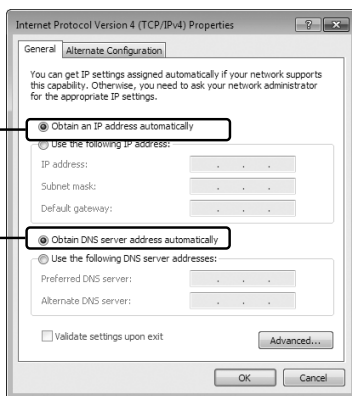 Internet Protocol Version 4 (TCP/IPv4) Properties
General Alternate Configuration
You can get IP settings assigned automatically if your network supports
this capability. Otherwise, you need to ask your network administrator
for the appropriate IP settings.
Obtain an IP address automatically
Use the following IP address:
IP address:
Subnet mask:
Default gateway:
Obtain DNS server address automatically
Use the following DNS server addresses:
Preferred DNS server:
Alternate DNS server:
Validate settings upon exit
Advanced...
OK Cancel